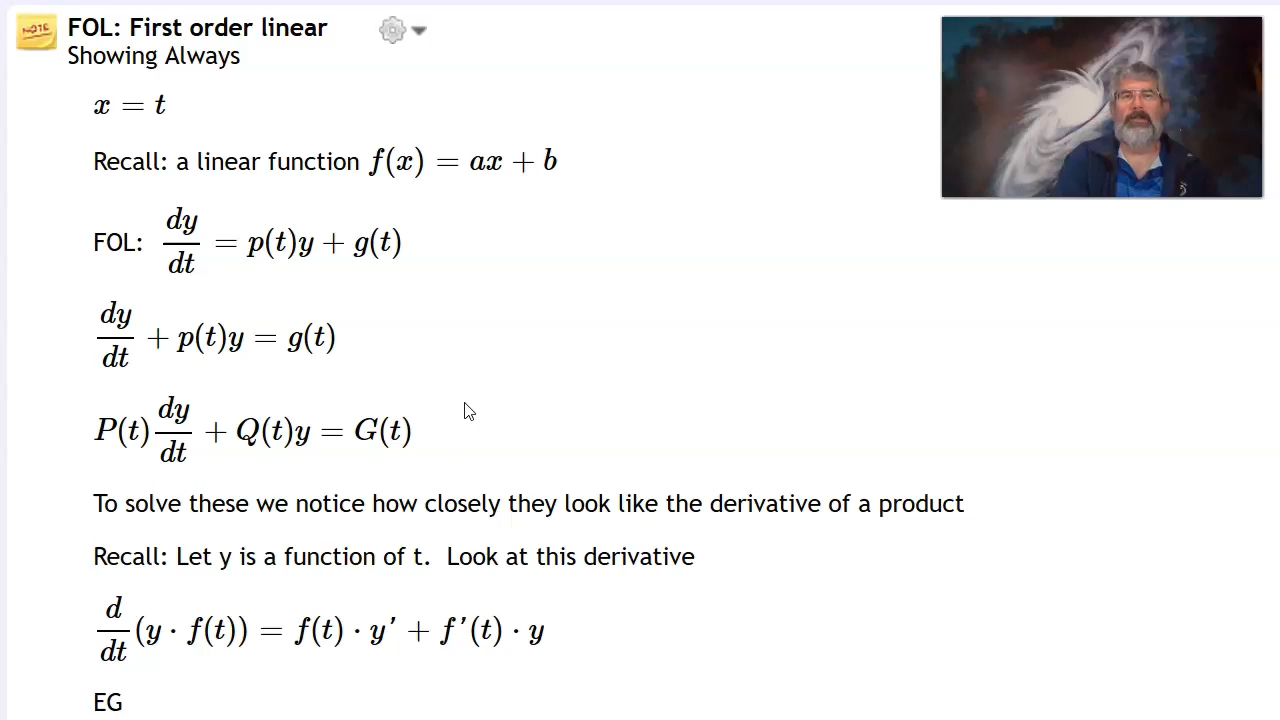 NOTE
FOL: First order linear
Showing Always
x = t
Recall: a linear function f(x) = ax + b
FOL: dy/dt = p(t)y + g(t)
dy/dt + p(t)y = g(t)
P(t) dy/dt + Q(t)y = G(t)
To solve these we notice how closely they look like the derivative of a product
Recall: Let y is a function of t. Look at this derivative
d/dt (y · f(t)) = f(t) · y' + f'(t) · y
EG